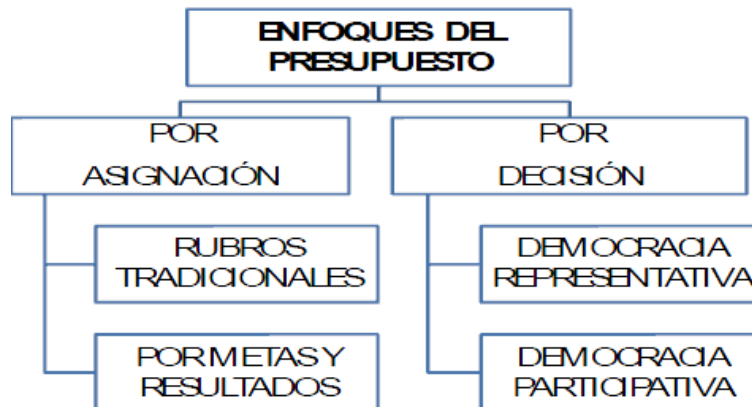 ENFOQUES DEL
PRESUPUESTO
POR
ASIGNACIÓN
POR
DECISIÓN
RUBROS
TRADICIONALES
DEMOCRACIA
REPRESENTATIVA
POR METAS Y
RESULTADOS
DEMOCRACIA
PARTICIPATIVA